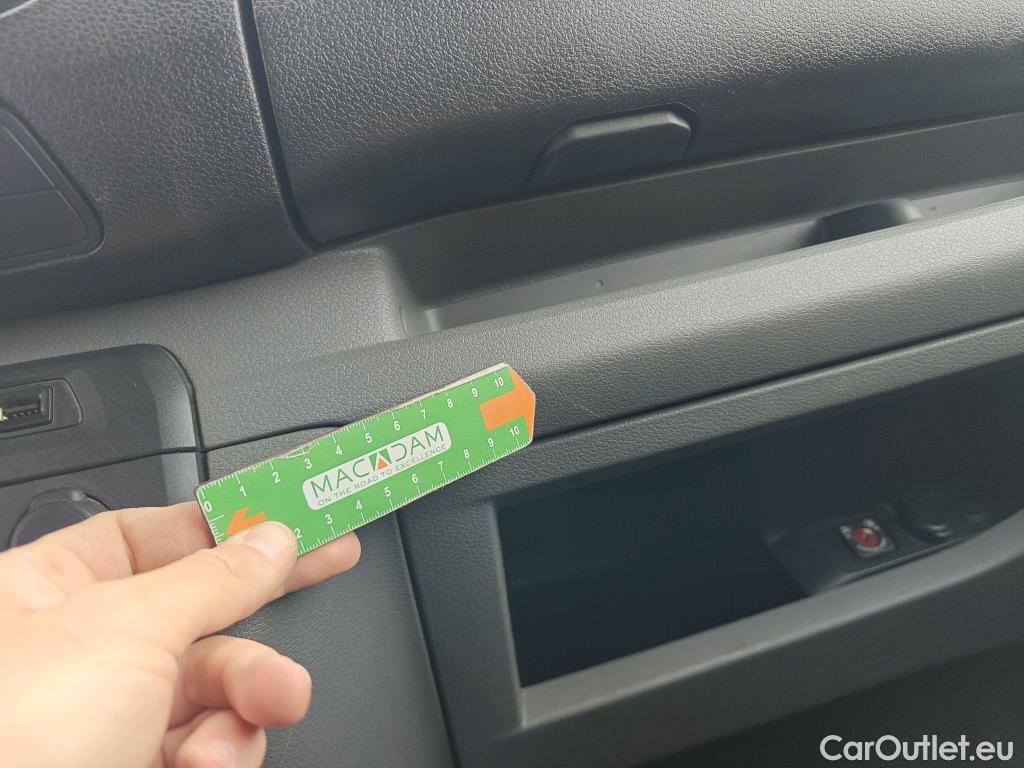 0 1 2 3 4 5 6 7 8 9 10
MACADAM
ON THE ROAD TO EXCELLENCE
2 3 4 5 6 7 8 9 10
CarOutlet.eu